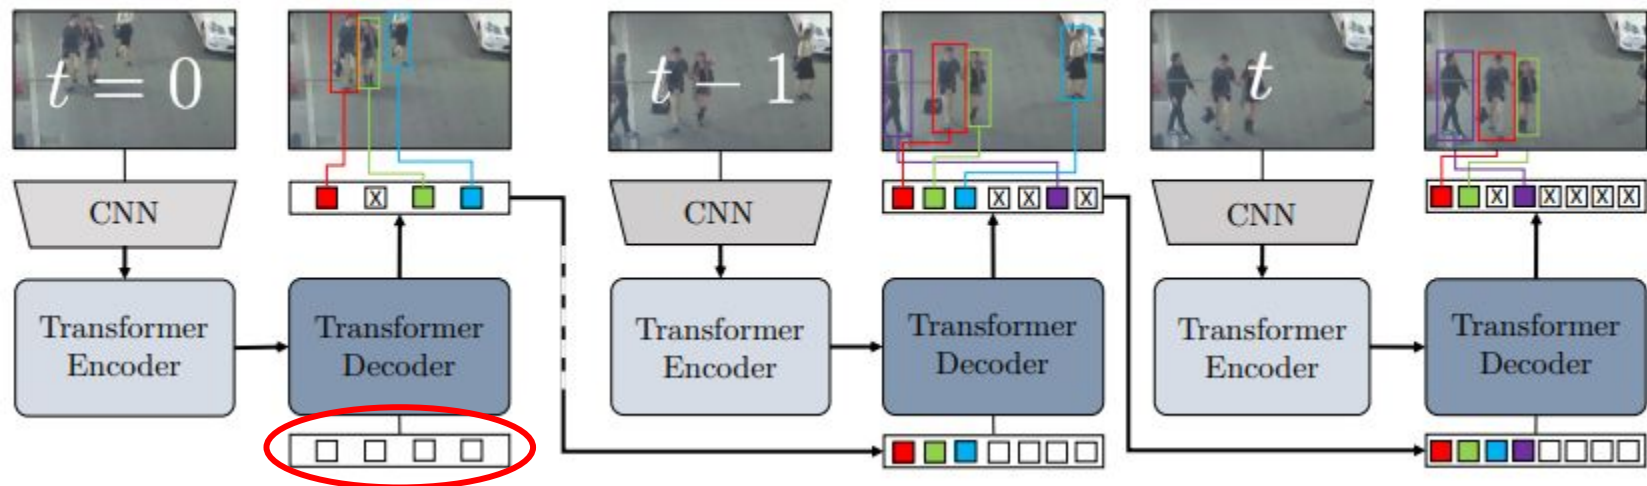 t = 0
t − 1
t
CNN
CNN
CNN
X
X X X
X X X X X
Transformer
Encoder
Transformer
Decoder
Transformer
Encoder
Transformer
Decoder
Transformer
Encoder
Transformer
Decoder